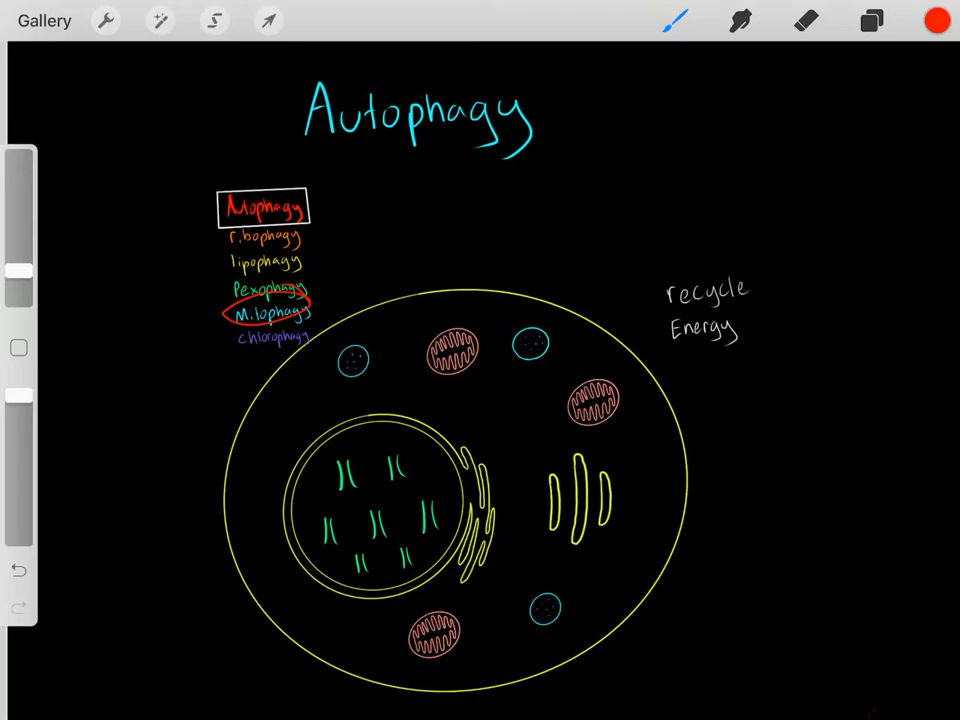 Gallery
Autophagy
Autophagy
ribophagy
lipophagy
Pexophagy
Mitophagy
chlorophagy
recycle
Energy